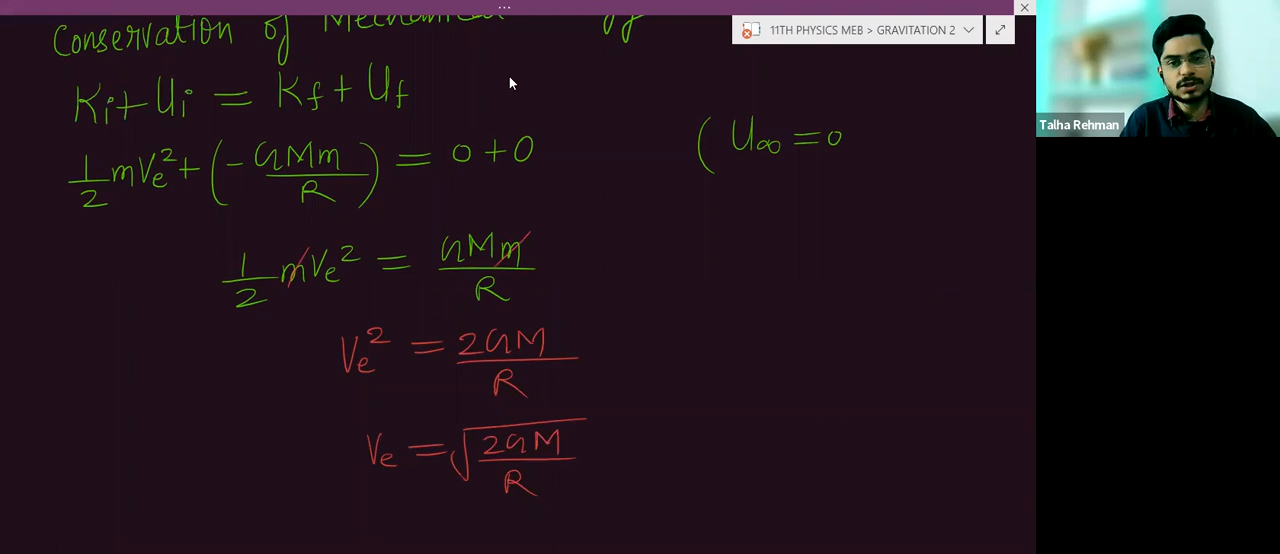 Conservation of Mechanical
11TH PHYSICS MEB > GRAVITATION 2
Talha Rehman
Ki+Ui = Kf+Uf
(U∞=0
1/2 mVe²+(-GMm/R) = 0+0
1/2 mVe² = GMm/R
Ve² = 2GM/R
Ve = √(2GM/R)